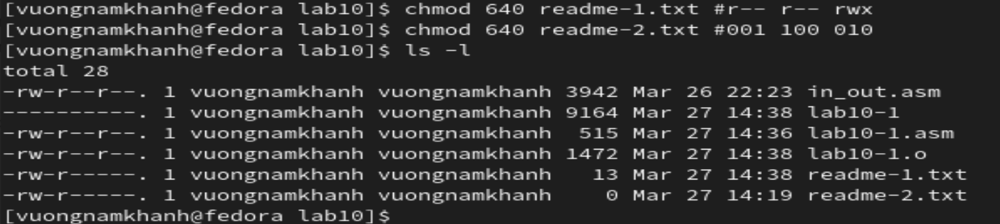 [vuongnamkhanh@fedora lab10]$ chmod 640 readme-1.txt #r-- r-- rwx
[vuongnamkhanh@fedora lab10]$ chmod 640 readme-2.txt #001 100 010
[vuongnamkhanh@fedora lab10]$ ls -l
total 28
-rw-r--r--. 1 vuongnamkhanh vuongnamkhanh 3942 Mar 26 22:23 in_out.asm
----------. 1 vuongnamkhanh vuongnamkhanh 9164 Mar 27 14:38 lab10-1
-rw-r--r--. 1 vuongnamkhanh vuongnamkhanh  515 Mar 27 14:36 lab10-1.asm
-rw-r--r--. 1 vuongnamkhanh vuongnamkhanh 1472 Mar 27 14:38 lab10-1.o
-rw-r-----. 1 vuongnamkhanh vuongnamkhanh   13 Mar 27 14:38 readme-1.txt
-rw-r-----. 1 vuongnamkhanh vuongnamkhanh    0 Mar 27 14:19 readme-2.txt
[vuongnamkhanh@fedora lab10]$